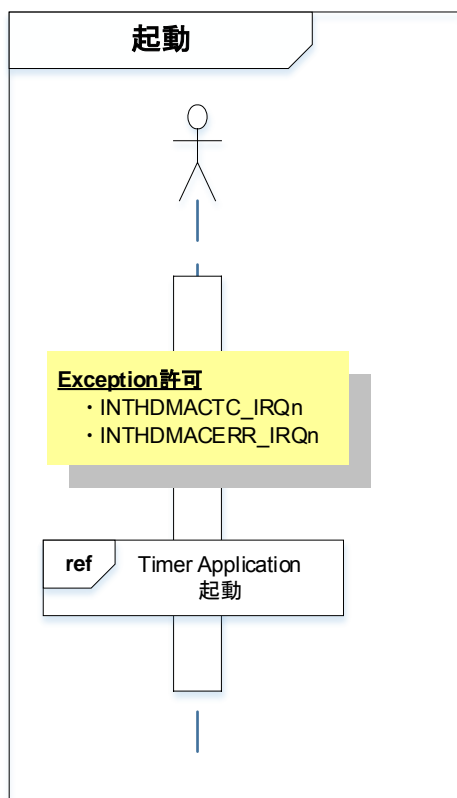 起動
Exception許可
・INTHDMACTC_IRQn
・INTHDMACERR_IRQn
ref
Timer Application
起動